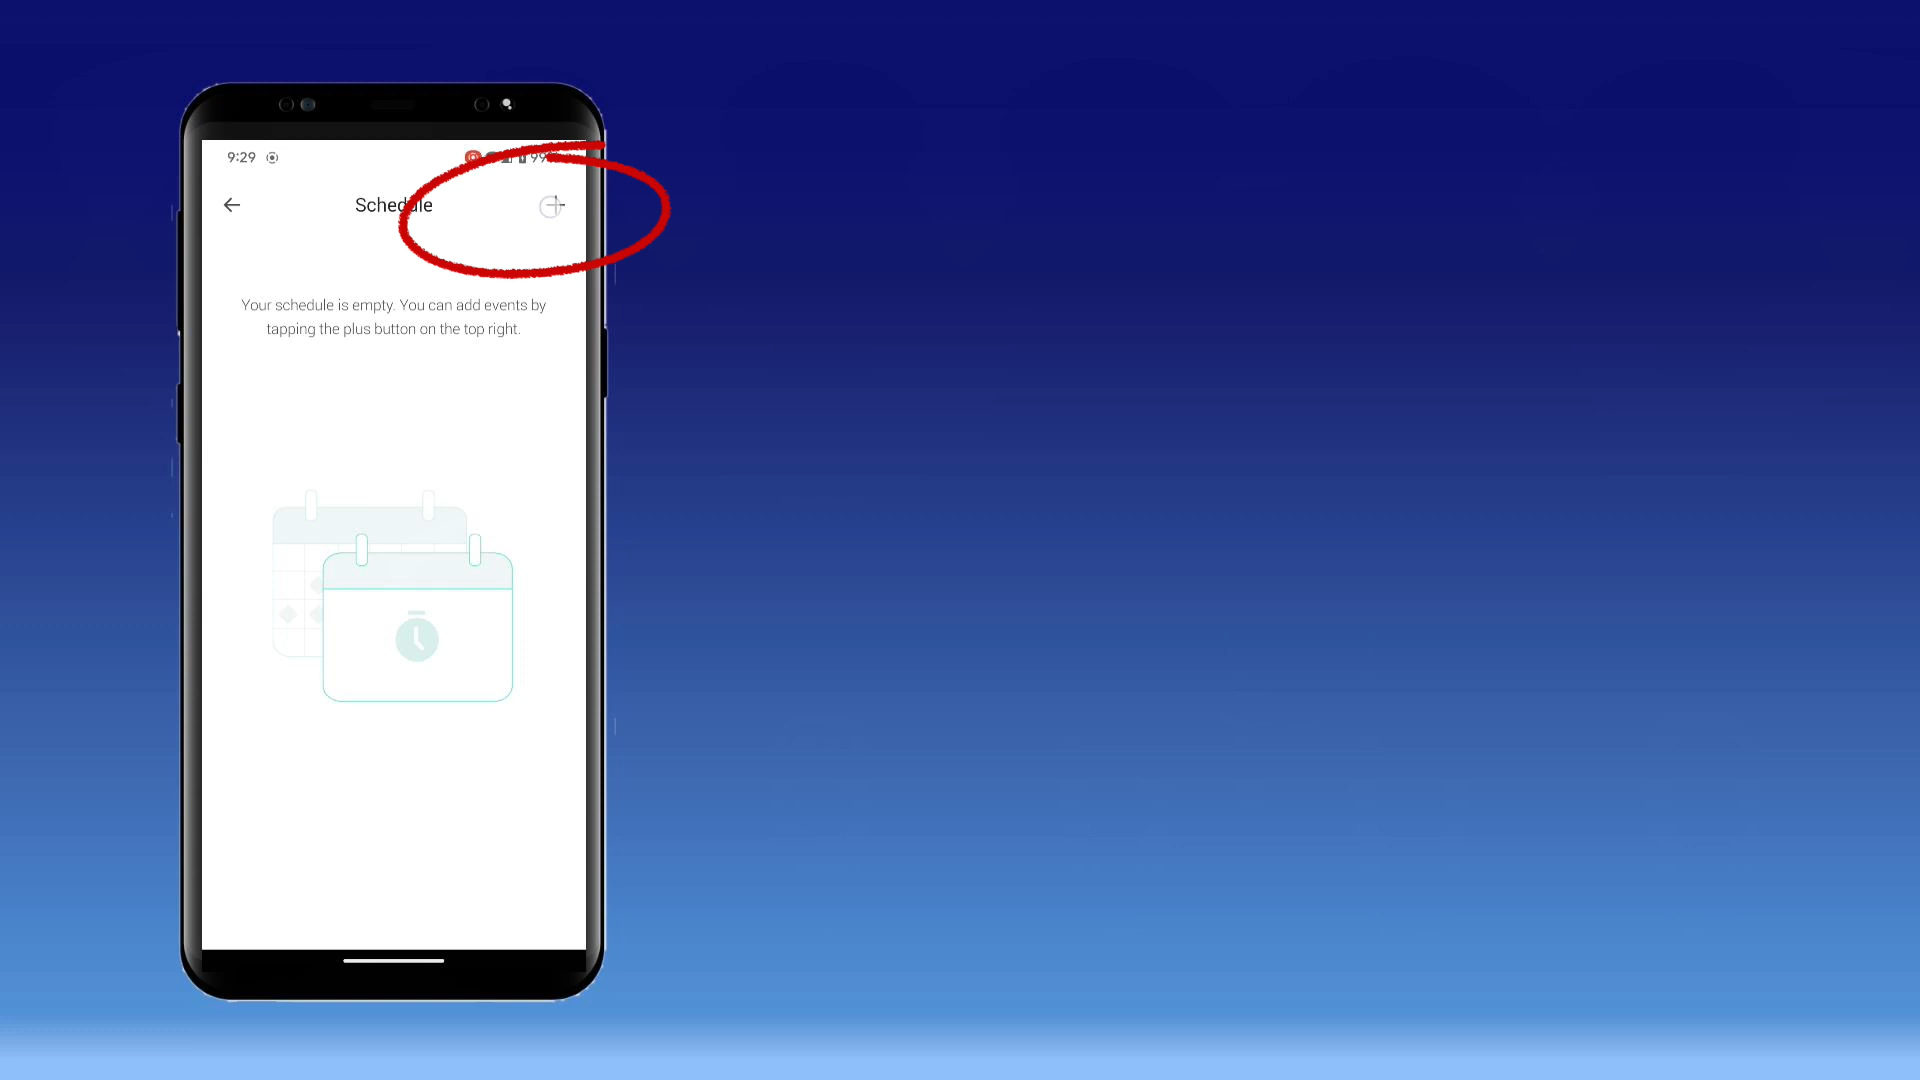 9:29
99%
Schedule
Your schedule is empty. You can add events by
tapping the plus button on the top right.